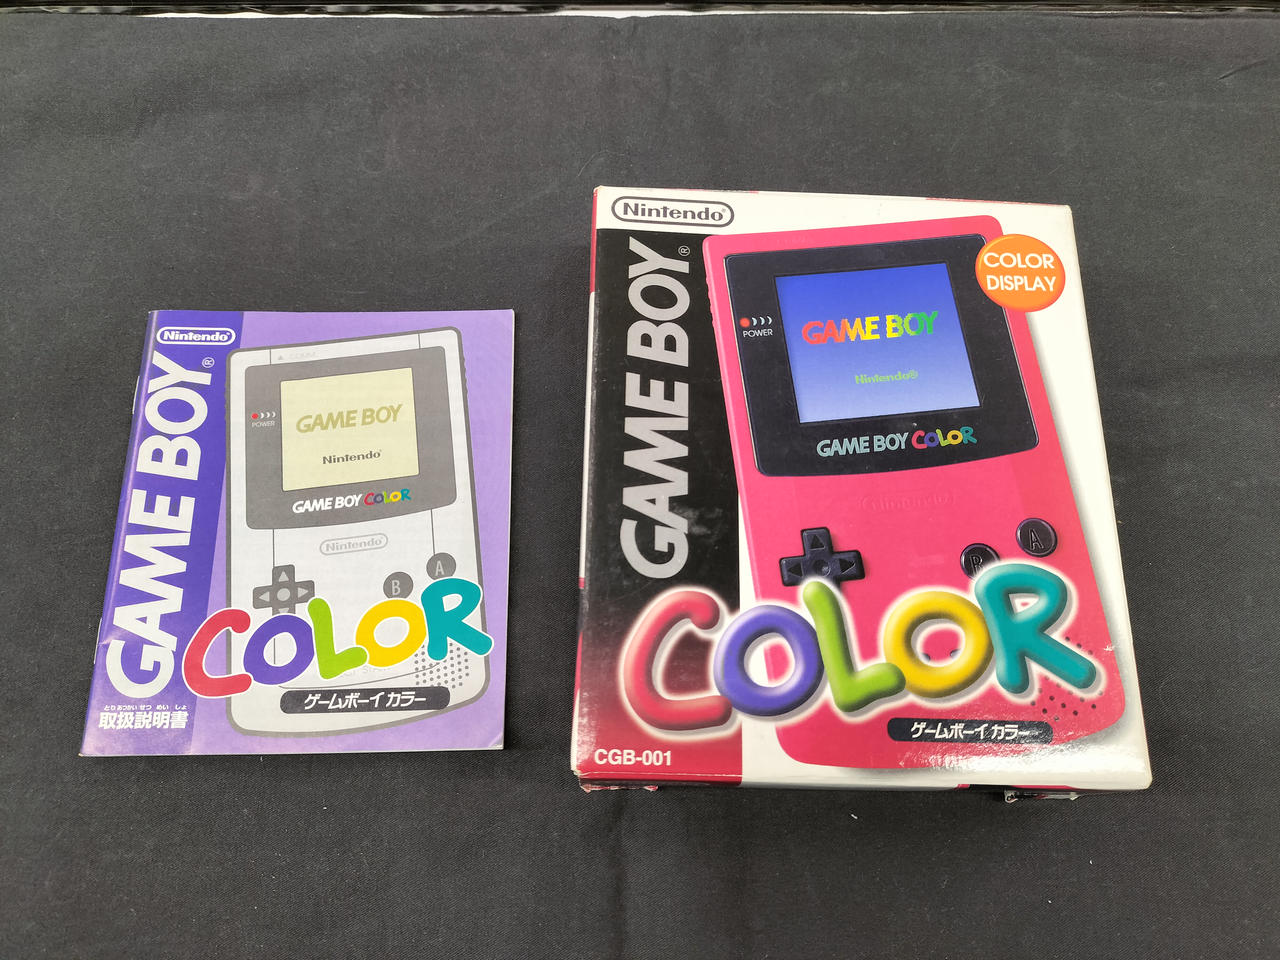 Nintendo®
GAME BOY®
COMM.
POWER
GAME BOY
Nintendo®
GAME BOY COLOR
Nintendo
B
A
COLOR
ゲームボーイカラー
とりあつかい せつ めい しょ
取扱説明書
Nintendo®
GAME BOY®
COLOR
DISPLAY
POWER
GAME BOY
Nintendo®
GAME BOY COLOR
Nintendo
B
A
COLOR
ゲームボーイカラー
CGB-001